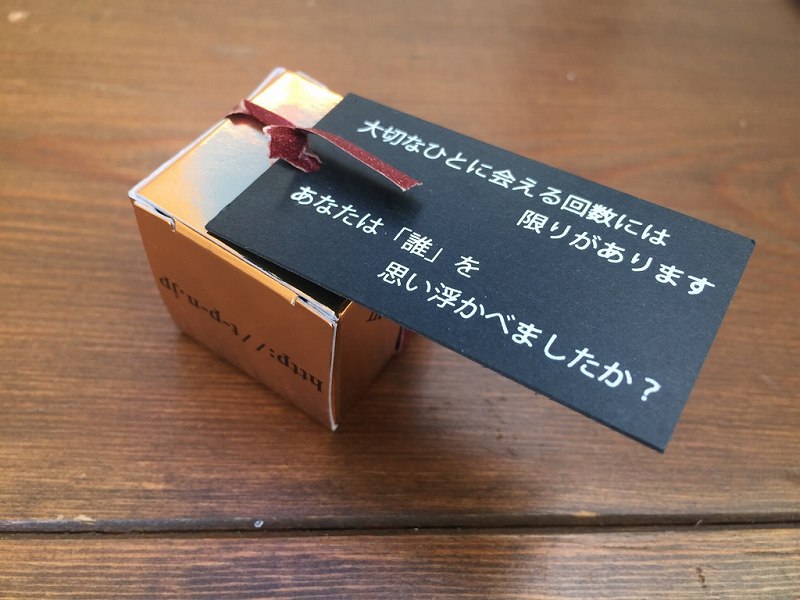 大切なひとに会える回数には
限りがあります
あなたは「誰」を
思い浮かべましたか？
http://t-p-n.jp